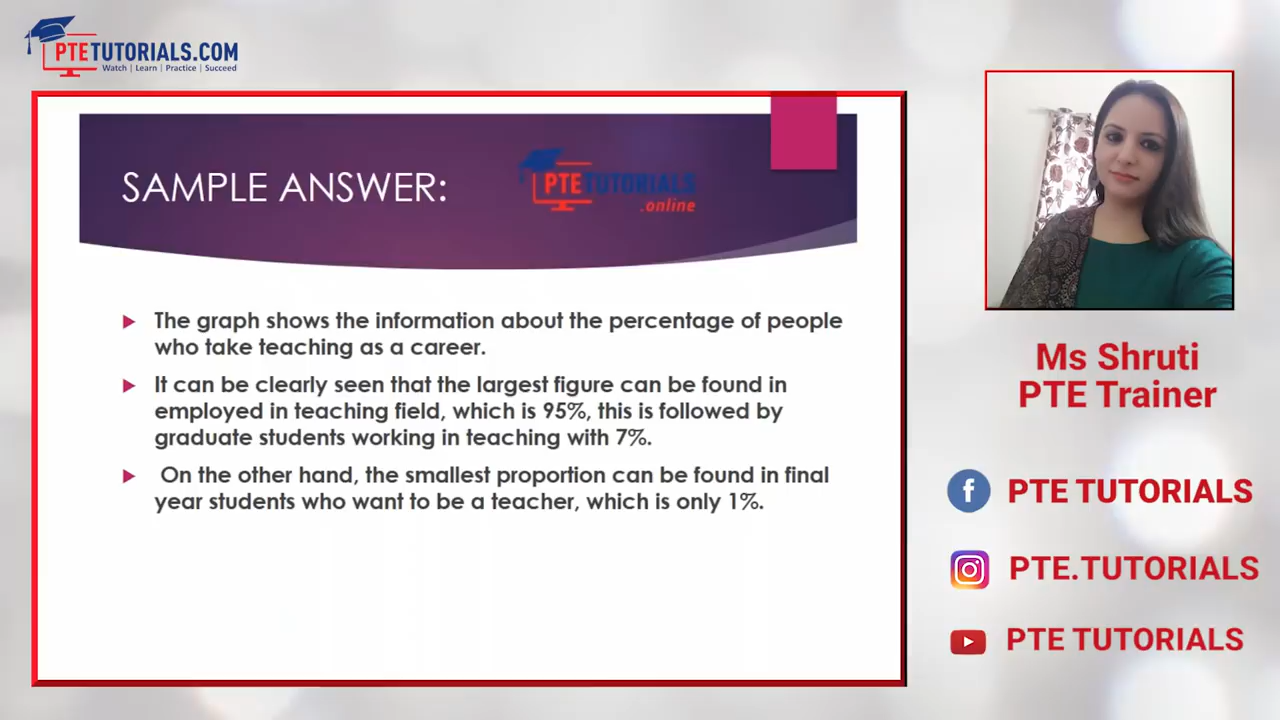 PTETUTORIALS.COM
Watch | Learn | Practice | Succeed
SAMPLE ANSWER:
PTETUTORIALS
.online
The graph shows the information about the percentage of people
who take teaching as a career.
It can be clearly seen that the largest figure can be found in
employed in teaching field, which is 95%, this is followed by
graduate students working in teaching with 7%.
On the other hand, the smallest proportion can be found in final
year students who want to be a teacher, which is only 1%.
Ms Shruti
PTE Trainer
PTE TUTORIALS
PTE.TUTORIALS
PTE TUTORIALS